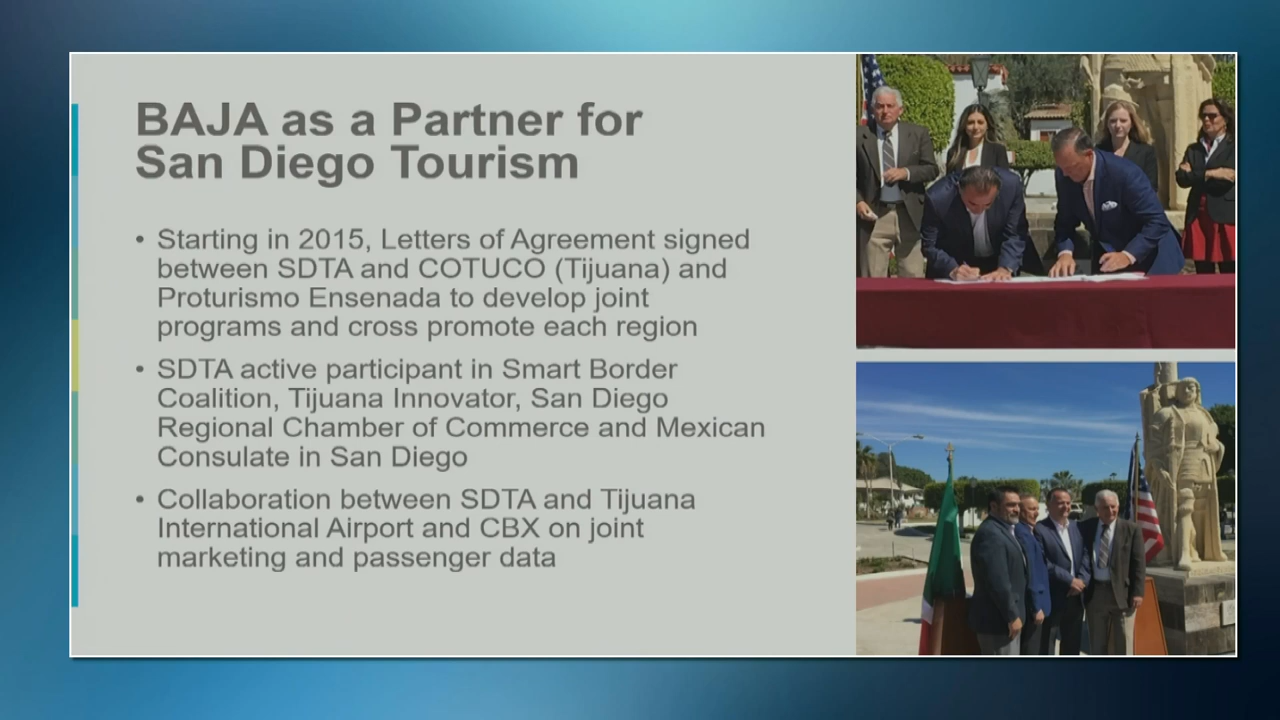 BAJA as a Partner for
San Diego Tourism
• Starting in 2015, Letters of Agreement signed
between SDTA and COTUCO (Tijuana) and
Proturismo Ensenada to develop joint
programs and cross promote each region
• SDTA active participant in Smart Border
Coalition, Tijuana Innovator, San Diego
Regional Chamber of Commerce and Mexican
Consulate in San Diego
• Collaboration between SDTA and Tijuana
International Airport and CBX on joint
marketing and passenger data